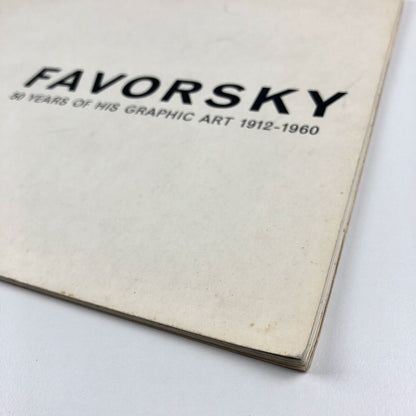 FAVORSKY
50 YEARS OF HIS GRAPHIC ART 1912-1960